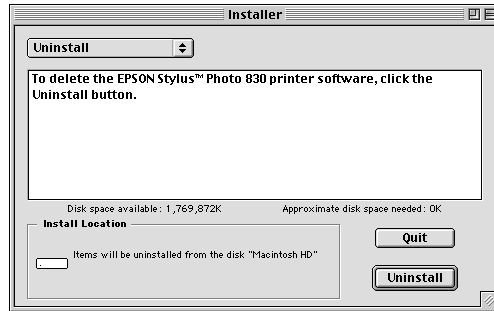 Installer
Uninstall
To delete the EPSON Stylus™ Photo 830 printer software, click the
Uninstall button.
Disk space available: 1,769,872K Approximate disk space needed: 0K
Install Location
Items will be uninstalled from the disk "Macintosh HD"
Quit
Uninstall